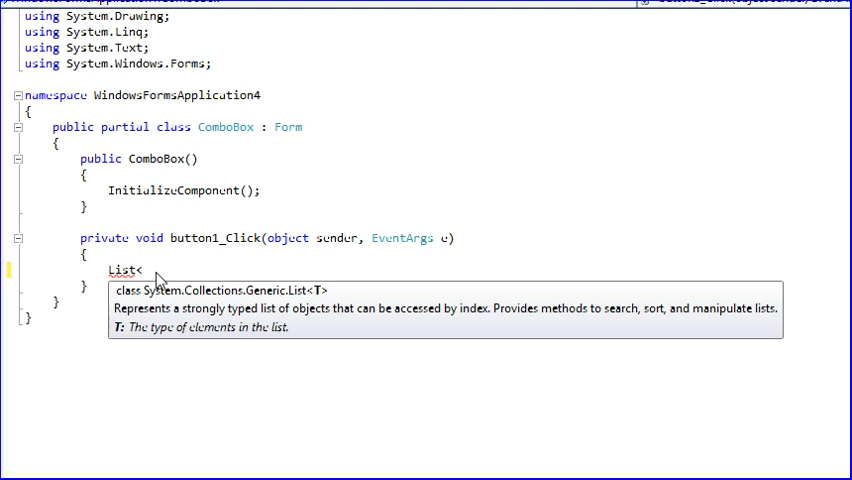 using System.Drawing;
using System.Linq;
using System.Text;
using System.Windows.Forms;
namespace WindowsFormsApplication4
{
public partial class ComboBox : Form
{
public ComboBox()
{
InitializeComponent();
}
private void button1_Click(object sender, EventArgs e)
{
List<
class System.Collections.Generic.List<T>
Represents a strongly typed list of objects that can be accessed by index. Provides methods to search, sort, and manipulate lists.
T: The type of elements in the list.
}
}
}